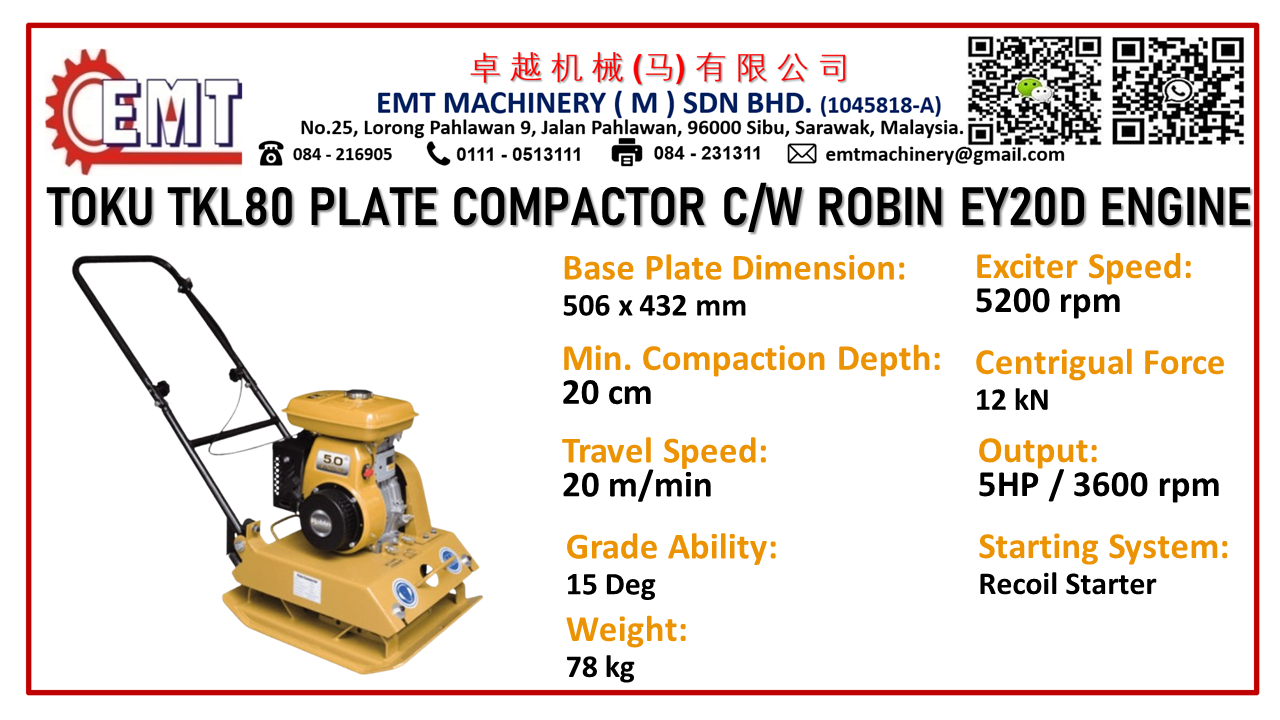 EMT
卓越机械(马)有限公司
EMT MACHINERY ( M ) SDN BHD. (1045818-A)
No.25, Lorong Pahlawan 9, Jalan Pahlawan, 96000 Sibu, Sarawak, Malaysia.
084 - 216905 0111 - 0513111 084 - 231311 emtmachinery@gmail.com
TOKU TKL80 PLATE COMPACTOR C/W ROBIN EY20D ENGINE
Base Plate Dimension:
506 x 432 mm
Min. Compaction Depth:
20 cm
Travel Speed:
20 m/min
Grade Ability:
15 Deg
Weight:
78 kg
Exciter Speed:
5200 rpm
Centrigual Force
12 kN
Output:
5HP / 3600 rpm
Starting System:
Recoil Starter
5.0